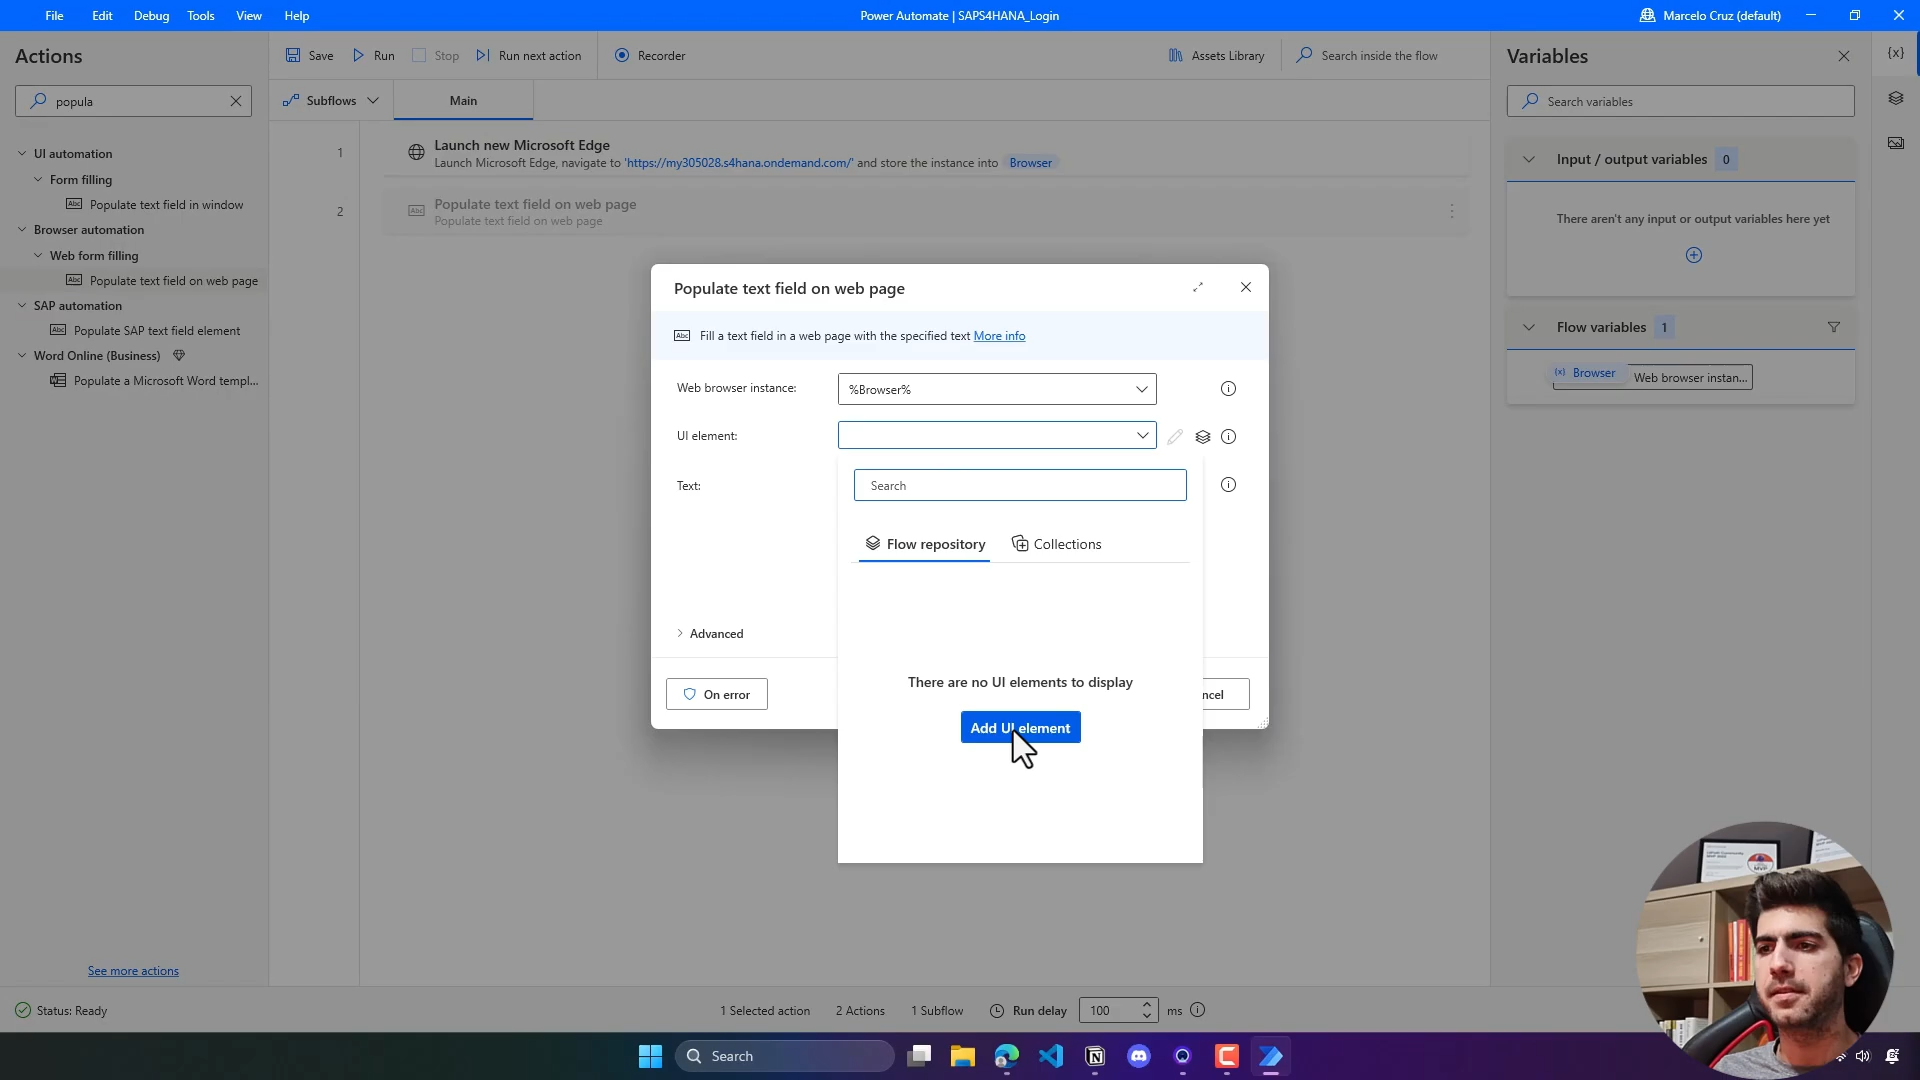 File Edit Debug Tools View Help
Power Automate | SAPS4HANA_Login
Marcelo Cruz (default)
Actions
popula
UI automation
Form filling
Abc Populate text field in window
Browser automation
Web form filling
Abc Populate text field on web page
SAP automation
Abc Populate SAP text field element
Word Online (Business)
Populate a Microsoft Word templ...
See more actions
Save Run Stop Run next action Recorder
Assets Library Search inside the flow
Subflows Main
1
Launch new Microsoft Edge
Launch Microsoft Edge, navigate to 'https://my305028.s4hana.ondemand.com/' and store the instance into Browser
2
Abc Populate text field on web page
Populate text field on web page
Populate text field on web page
Abc Fill a text field in a web page with the specified text More info
Web browser instance: %Browser%
UI element:
Text:
Search
Flow repository Collections
There are no UI elements to display
Add UI element
Advanced
On error
ncel
Variables
{x}
Search variables
Input / output variables 0
There aren't any input or output variables here yet
Flow variables 1
(x) Browser Web browser instan...
Status: Ready
1 Selected action 2 Actions 1 Subflow Run delay 100 ms
Search